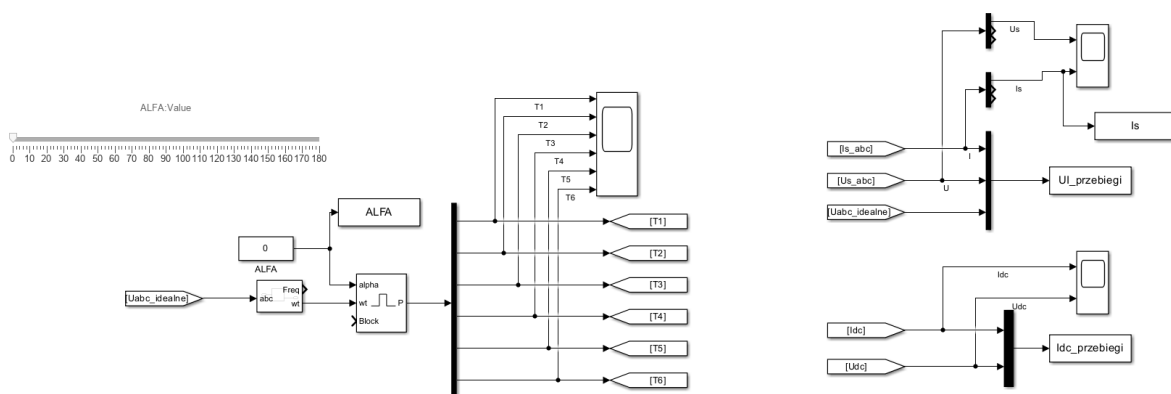 ALFA:Value
0 10 20 30 40 50 60 70 80 90 100 110 120 130 140 150 160 170 180
T1
T2
T3
T4
T5
T6
ALFA
0
ALFA
[Uabc_idealne]
abc
Freq
wt
alpha
wt
Block
P
[T1]
[T2]
[T3]
[T4]
[T5]
[T6]
Us
Is
Is
[Is_abc]
I
[Us_abc]
U
[Uabc_idealne]
UI_przebiegi
Idc
Udc
[Idc]
[Udc]
Idc_przebiegi